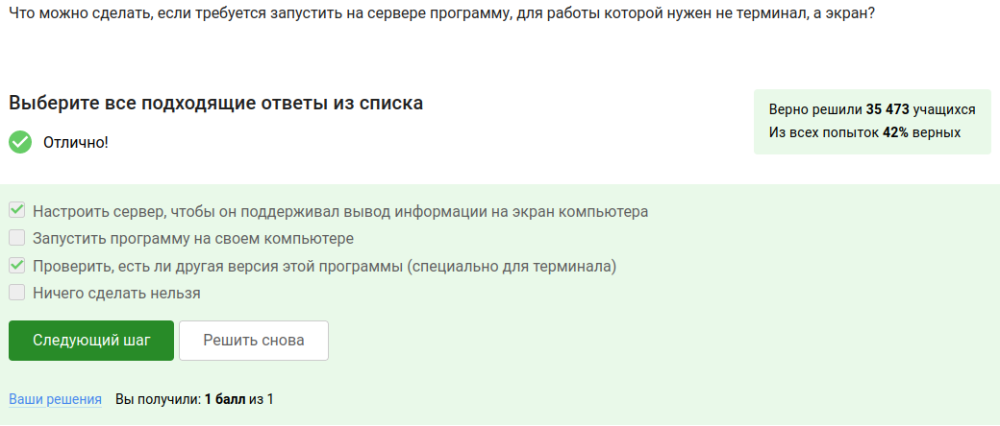 Что можно сделать, если требуется запустить на сервере программу, для работы которой нужен не терминал, а экран?
Выберите все подходящие ответы из списка
Отлично!
Верно решили 35 473 учащихся
Из всех попыток 42% верных
Настроить сервер, чтобы он поддерживал вывод информации на экран компьютера
Запустить программу на своем компьютере
Проверить, есть ли другая версия этой программы (специально для терминала)
Ничего сделать нельзя
Следующий шаг
Решить снова
Ваши решения Вы получили: 1 балл из 1